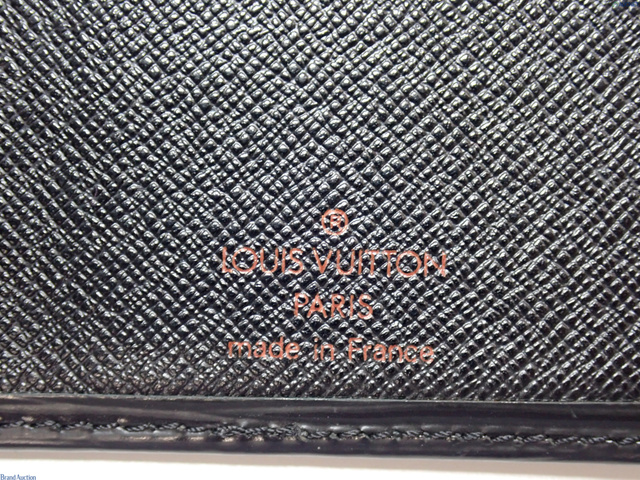 ®
LOUIS VUITTON
PARIS
made in France
Brand Auction